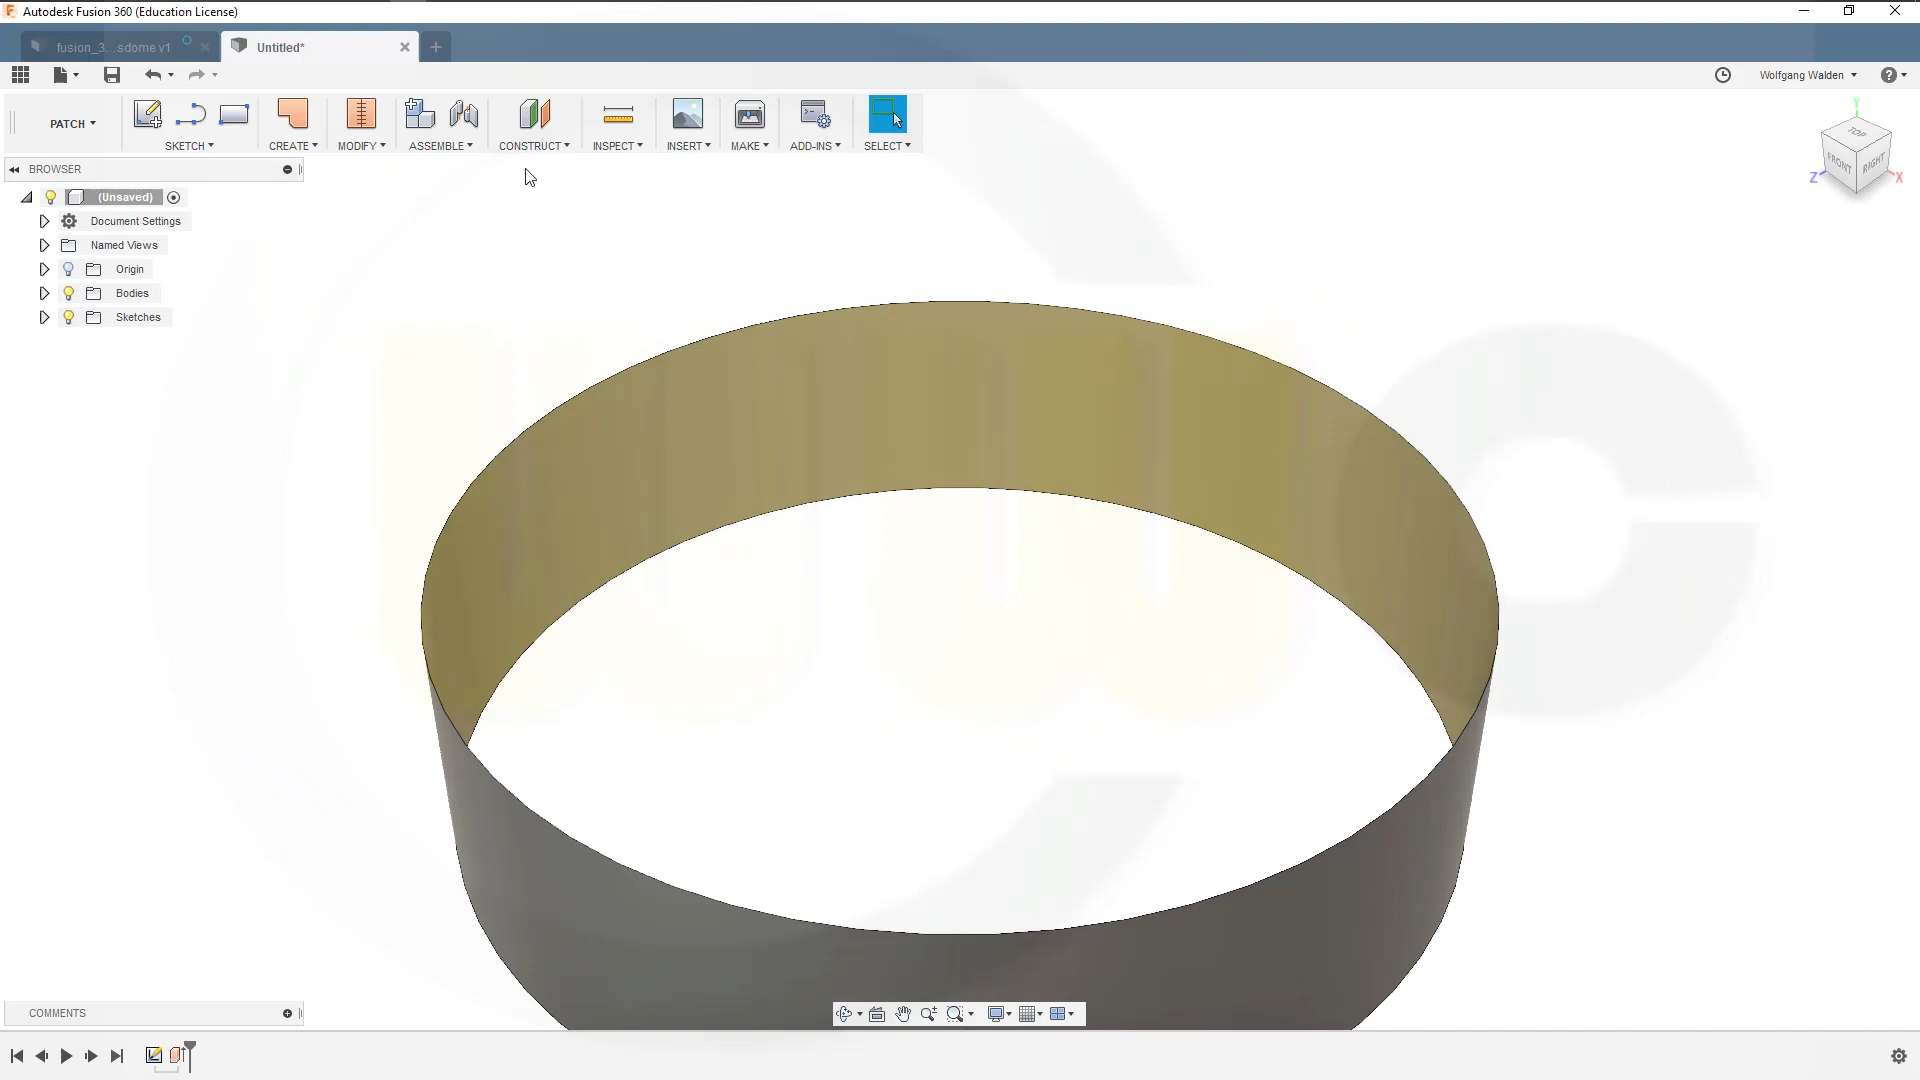 Autodesk Fusion 360 (Education License)
fusion_3...sdome v1
Untitled*
Wolfgang Walden
PATCH
SKETCH
CREATE
MODIFY
ASSEMBLE
CONSTRUCT
INSPECT
INSERT
MAKE
ADD-INS
SELECT
BROWSER
(Unsaved)
Document Settings
Named Views
Origin
Bodies
Sketches
Y
TOP
FRONT
RIGHT
Z
X
COMMENTS